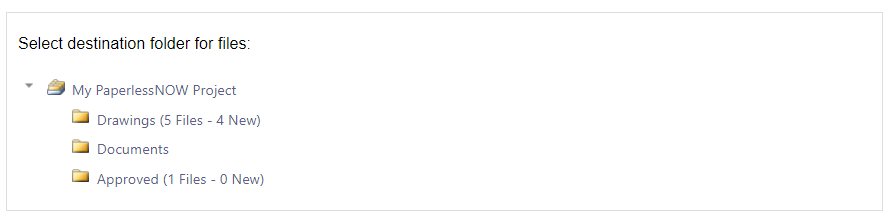 Select destination folder for files:
My PaperlessNOW Project
Drawings (5 Files - 4 New)
Documents
Approved (1 Files - 0 New)